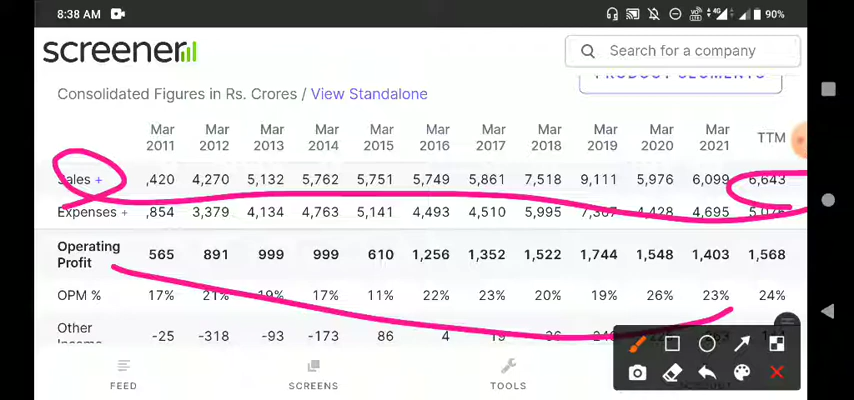 8:38 AM
4G
90%
screener
Search for a company
PRODUCT SEGMENTS
Consolidated Figures in Rs. Crores / View Standalone
Mar 2011 Mar 2012 Mar 2013 Mar 2014 Mar 2015 Mar 2016 Mar 2017 Mar 2018 Mar 2019 Mar 2020 Mar 2021 TTM
Sales + ,420 4,270 5,132 5,762 5,751 5,749 5,861 7,518 9,111 5,976 6,099 6,643
Expenses + ,854 3,379 4,134 4,763 5,141 4,493 4,510 5,995 4,428 4,695
Operating Profit 565 891 999 999 610 1,256 1,352 1,522 1,744 1,548 1,403 1,568
OPM % 17% 21% 19% 17% 11% 22% 23% 20% 19% 26% 23% 24%
Other Income -25 -318 -93 -173 86 4 19
FEED
SCREENS
TOOLS